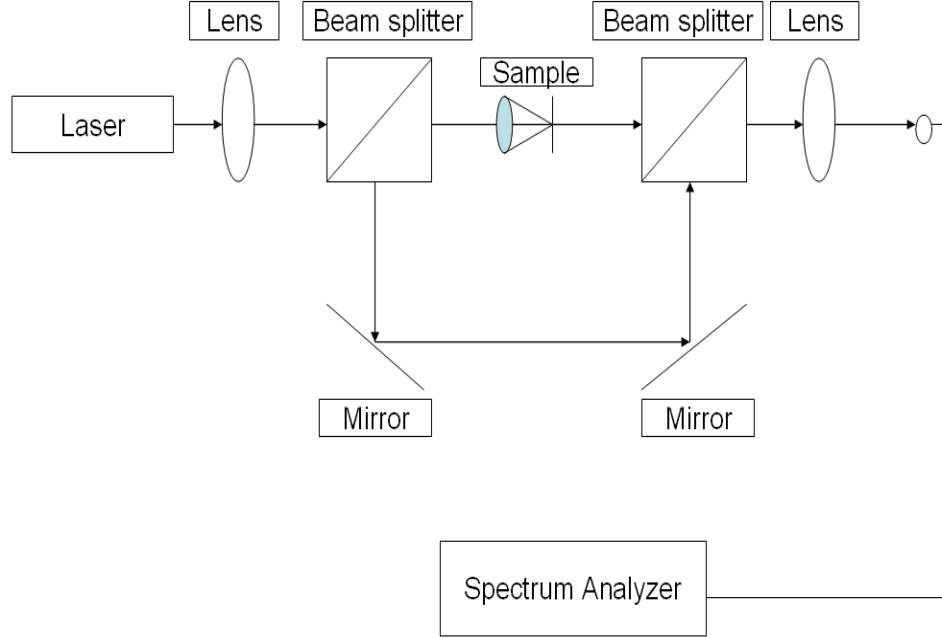 Lens
Beam splitter
Beam splitter
Lens
Sample
Laser
Mirror
Mirror
Spectrum Analyzer